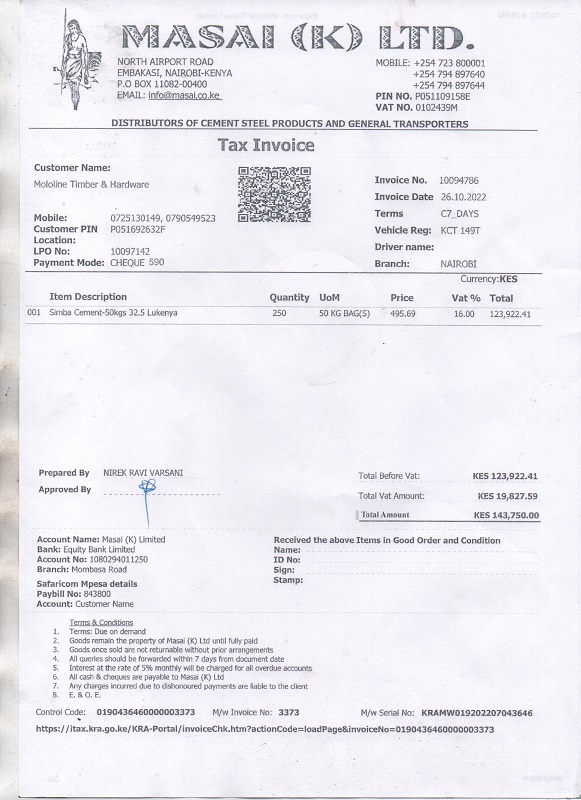 MASAI (K) LTD.
NORTH AIRPORT ROAD
EMBAKASI, NAIROBI-KENYA
P.O BOX 11082-00400
EMAIL: info@masai.co.ke
MOBILE: +254 723 800001
+254 794 897640
+254 794 897644
PIN NO. P051109158E
VAT NO. 0102439M
DISTRIBUTORS OF CEMENT STEEL PRODUCTS AND GENERAL TRANSPORTERS
Tax Invoice
Customer Name:
Mololine Timber & Hardware
Mobile: 0725130149, 0790549523
Customer PIN P051692632F
Location:
LPO No: 10097142
Payment Mode: CHEQUE 590
Invoice No. 10094786
Invoice Date 26.10.2022
Terms C7_DAYS
Vehicle Reg: KCT 149T
Driver name:
Branch: NAIROBI
Currency:KES
Item Description Quantity UoM Price Vat % Total
001 Simba Cement-50kgs 32.5 Lukenya 250 50 KG BAG(S) 495.69 16.00 123,922.41
Prepared By NIREK RAVI VARSANI
Approved By
Total Before Vat: KES 123,922.41
Total Vat Amount: KES 19,827.59
Total Amount KES 143,750.00
Account Name: Masai (K) Limited
Bank: Equity Bank Limited
Account No: 1080294011250
Branch: Mombasa Road
Safaricom Mpesa details
Paybill No: 843800
Account: Customer Name
Received the above Items in Good Order and Condition
Name:
ID No:
Sign:
Stamp:
Terms & Conditions
1. Terms: Due on demand
2. Goods remain the property of Masai (K) Ltd until fully paid
3. Goods once sold are not returnable without prior arrangements
4. All queries should be forwarded within 7 days from document date
5. Interest at the rate of 5% monthly will be charged for all overdue accounts
6. All cash & cheques are payable to Masai (K) Ltd
7. Any charges incurred due to dishonoured payments are liable to the client
8. E. & O. E.
Control Code: 0190436460000003373 M/w Invoice No: 3373 M/w Serial No: KRAMW019202207043646
https://itax.kra.go.ke/KRA-Portal/invoiceChk.htm?actionCode=loadPage&invoiceNo=0190436460000003373